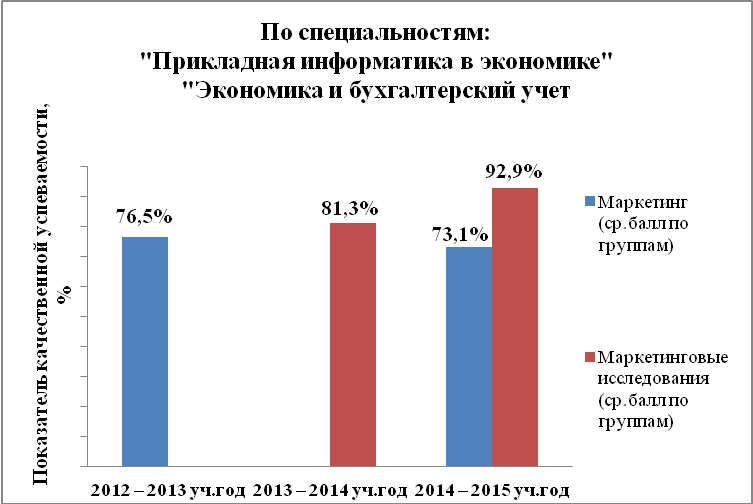 По специальностям:
"Прикладная информатика в экономике"
"Экономика и бухгалтерский учет
Показатель качественной успеваемости,
%
76,5%
81,3%
73,1%
92,9%
2012 – 2013 уч.год
2013 – 2014 уч.год
2014 – 2015 уч.год
Маркетинг
(ср.балл по
группам)
Маркетинговые
исследования
(ср.балл по
группам)